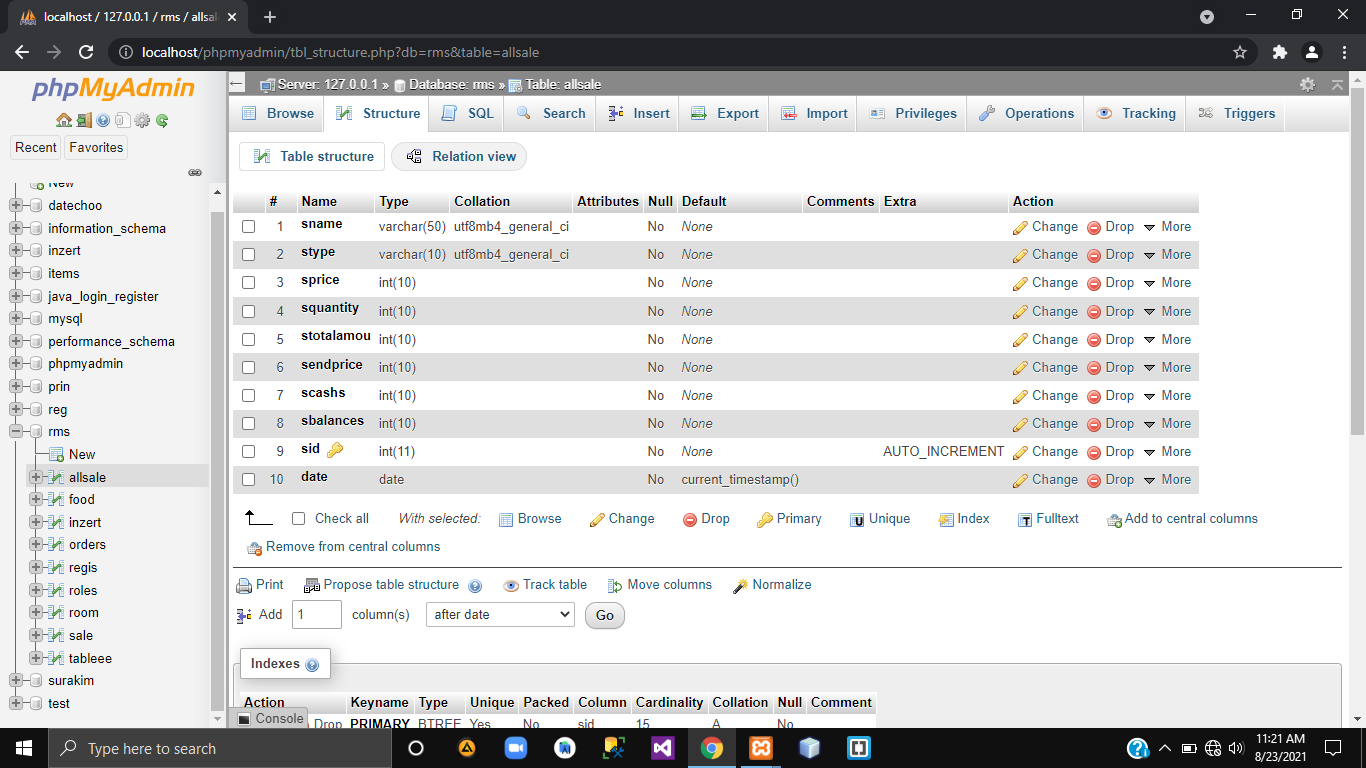 localhost / 127.0.0.1 / rms / allsal
localhost/phpmyadmin/tbl_structure.php?db=rms&table=allsale
phpMyAdmin
Recent Favorites
New
datechoo
information_schema
inzert
items
java_login_register
mysql
performance_schema
phpmyadmin
prin
reg
rms
New
allsale
food
inzert
orders
regis
roles
room
sale
tableee
surakim
test
Server: 127.0.0.1 » Database: rms » Table: allsale
Browse Structure SQL Search Insert Export Import Privileges Operations Tracking Triggers
Table structure Relation view
# Name Type Collation Attributes Null Default Comments Extra Action
1 sname varchar(50) utf8mb4_general_ci No None Change Drop More
2 stype varchar(10) utf8mb4_general_ci No None Change Drop More
3 sprice int(10) No None Change Drop More
4 squantity int(10) No None Change Drop More
5 stotalamou int(10) No None Change Drop More
6 sendprice int(10) No None Change Drop More
7 scashs int(10) No None Change Drop More
8 sbalances int(10) No None Change Drop More
9 sid int(11) No None AUTO_INCREMENT Change Drop More
10 date date No current_timestamp() Change Drop More
Check all With selected: Browse Change Drop Primary Unique Index Fulltext Add to central columns
Remove from central columns
Print Propose table structure Track table Move columns Normalize
Add 1 column(s) after date Go
Indexes
Action Keyname Type Unique Packed Column Cardinality Collation Null Comment
Drop PRIMARY BTREE Yes No sid 15 A No
Console
Type here to search
11:21 AM
8/23/2021